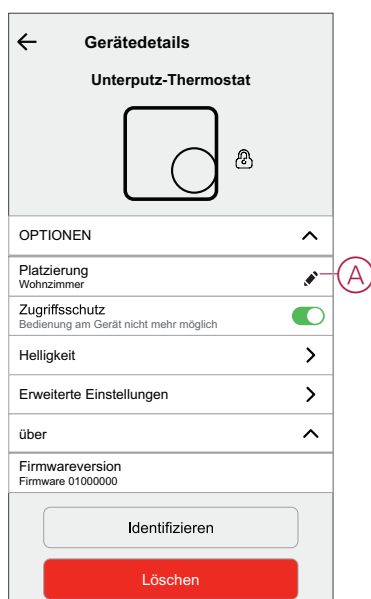 Gerätedetails
Unterputz-Thermostat
OPTIONEN
Platzierung
Wohnzimmer
A
Zugriffsschutz
Bedienung am Gerät nicht mehr möglich
Helligkeit
Erweiterte Einstellungen
über
Firmwareversion
Firmware 01000000
Identifizieren
Löschen